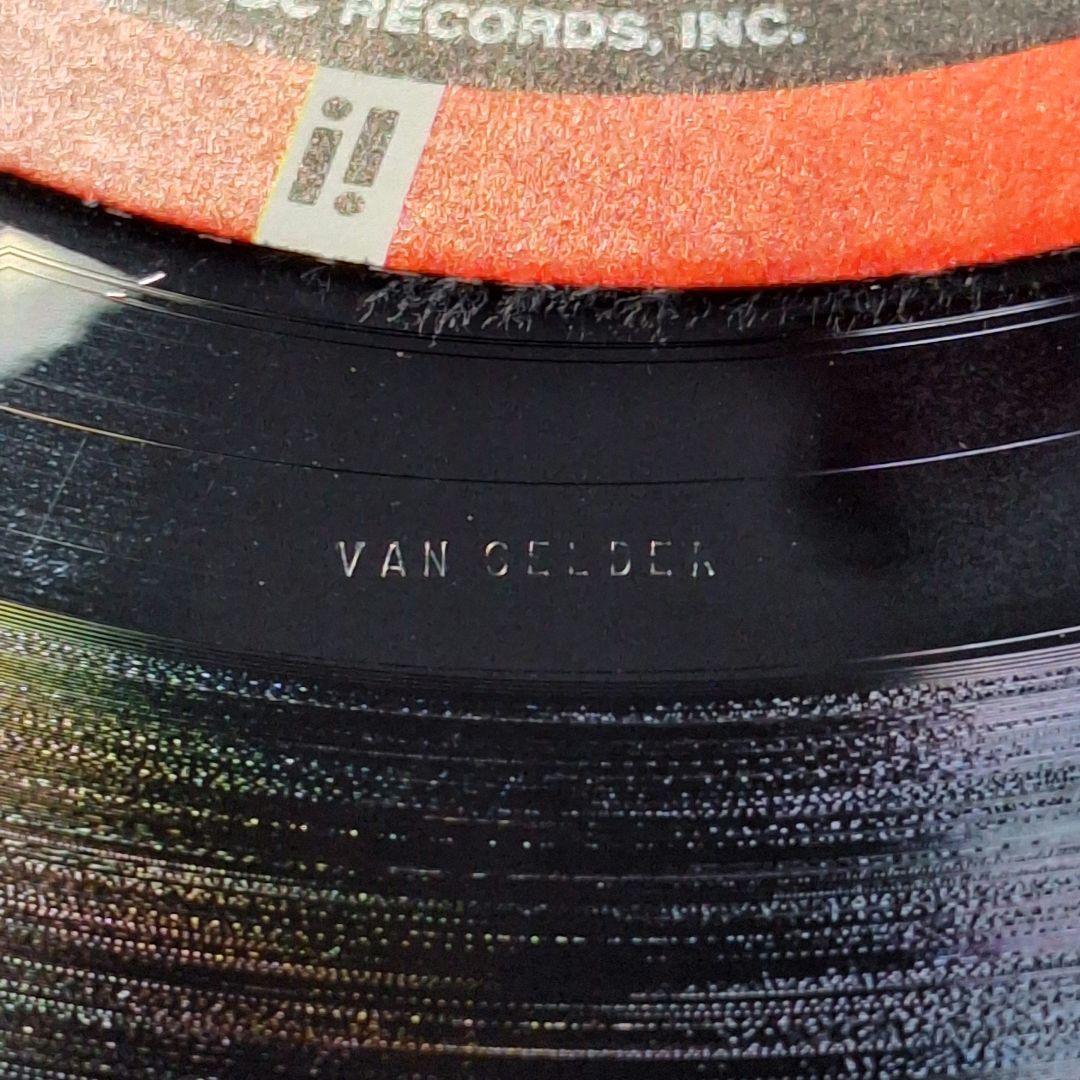 RECORDS, INC.
i!
VAN GELDER